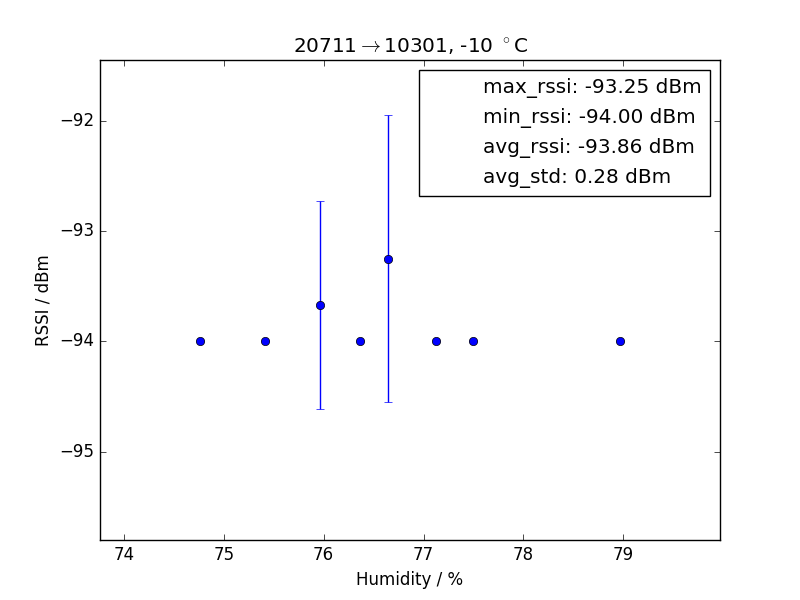 20711→10301, -10 °C
max_rssi: -93.25 dBm
min_rssi: -94.00 dBm
avg_rssi: -93.86 dBm
avg_std: 0.28 dBm
−92
−93
−94
−95
RSSI / dBm
74 75 76 77 78 79
Humidity / %